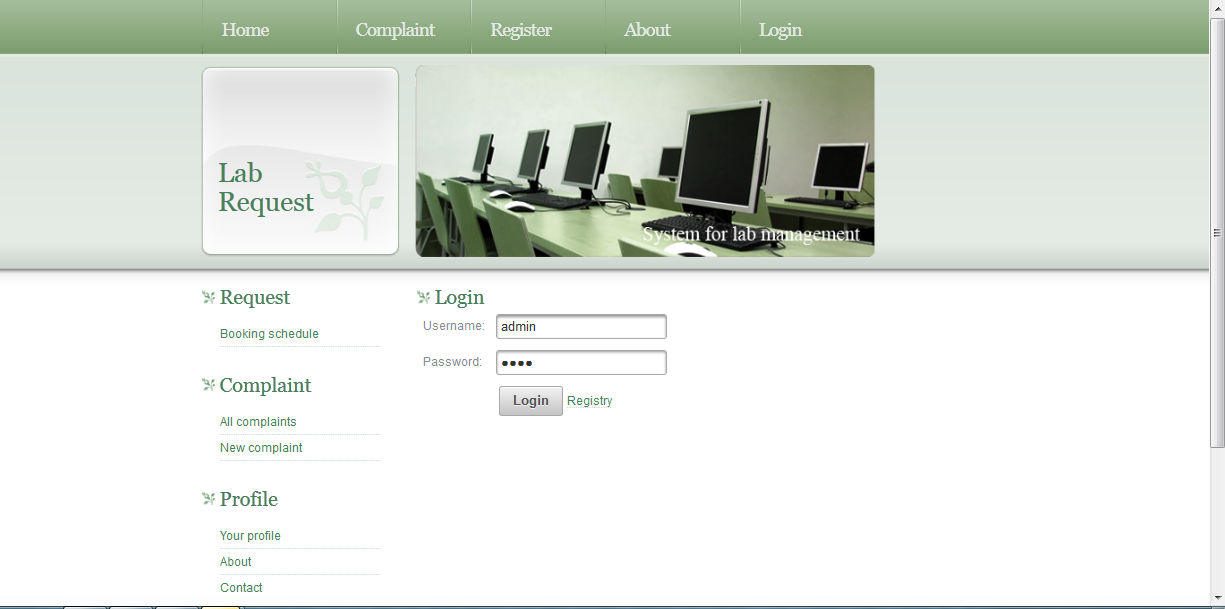 Home
Complaint
Register
About
Login
Lab
Request
System for lab management
Request
Booking schedule
Complaint
All complaints
New complaint
Profile
Your profile
About
Contact
Login
Username:
admin
Password:
••••
Login
Registry